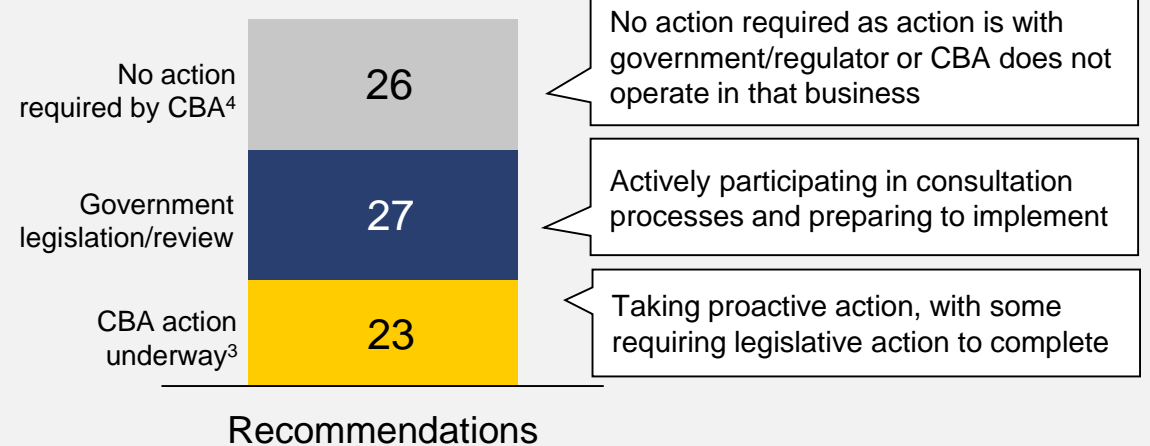 No action
required by CBA4
26
No action required as action is with
government/regulator or CBA does not
operate in that business
Government
legislation/review
27
Actively participating in consultation
processes and preparing to implement
CBA action
underway3
23
Taking proactive action, with some
requiring legislative action to complete
Recommendations